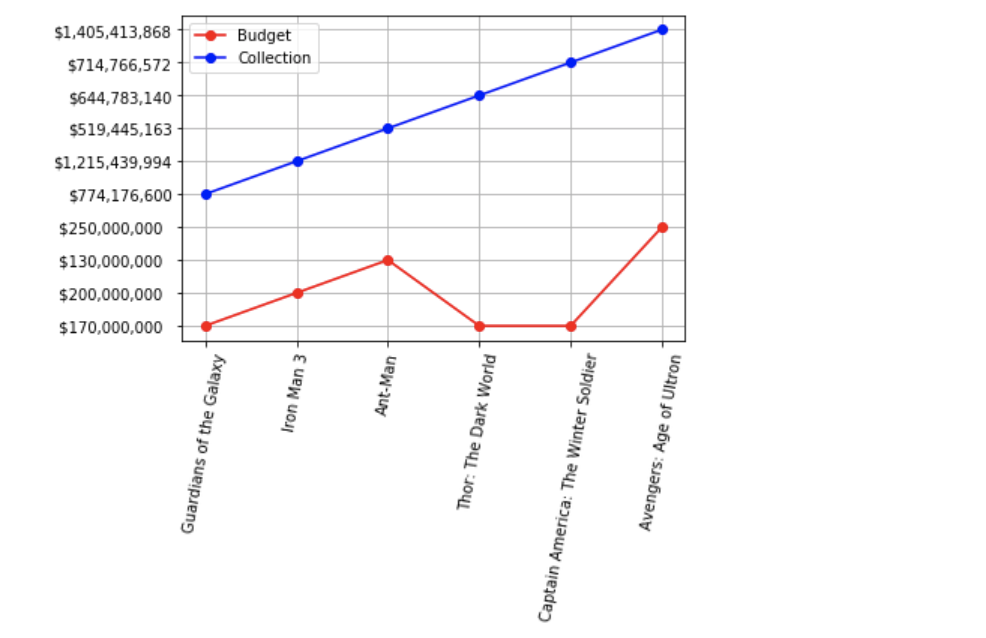 $1,405,413,868
$714,766,572
$644,783,140
$519,445,163
$1,215,439,994
$774,176,600
$250,000,000
$130,000,000
$200,000,000
$170,000,000
Budget
Collection
Guardians of the Galaxy
Iron Man 3
Ant-Man
Thor: The Dark World
Captain America: The Winter Soldier
Avengers: Age of Ultron